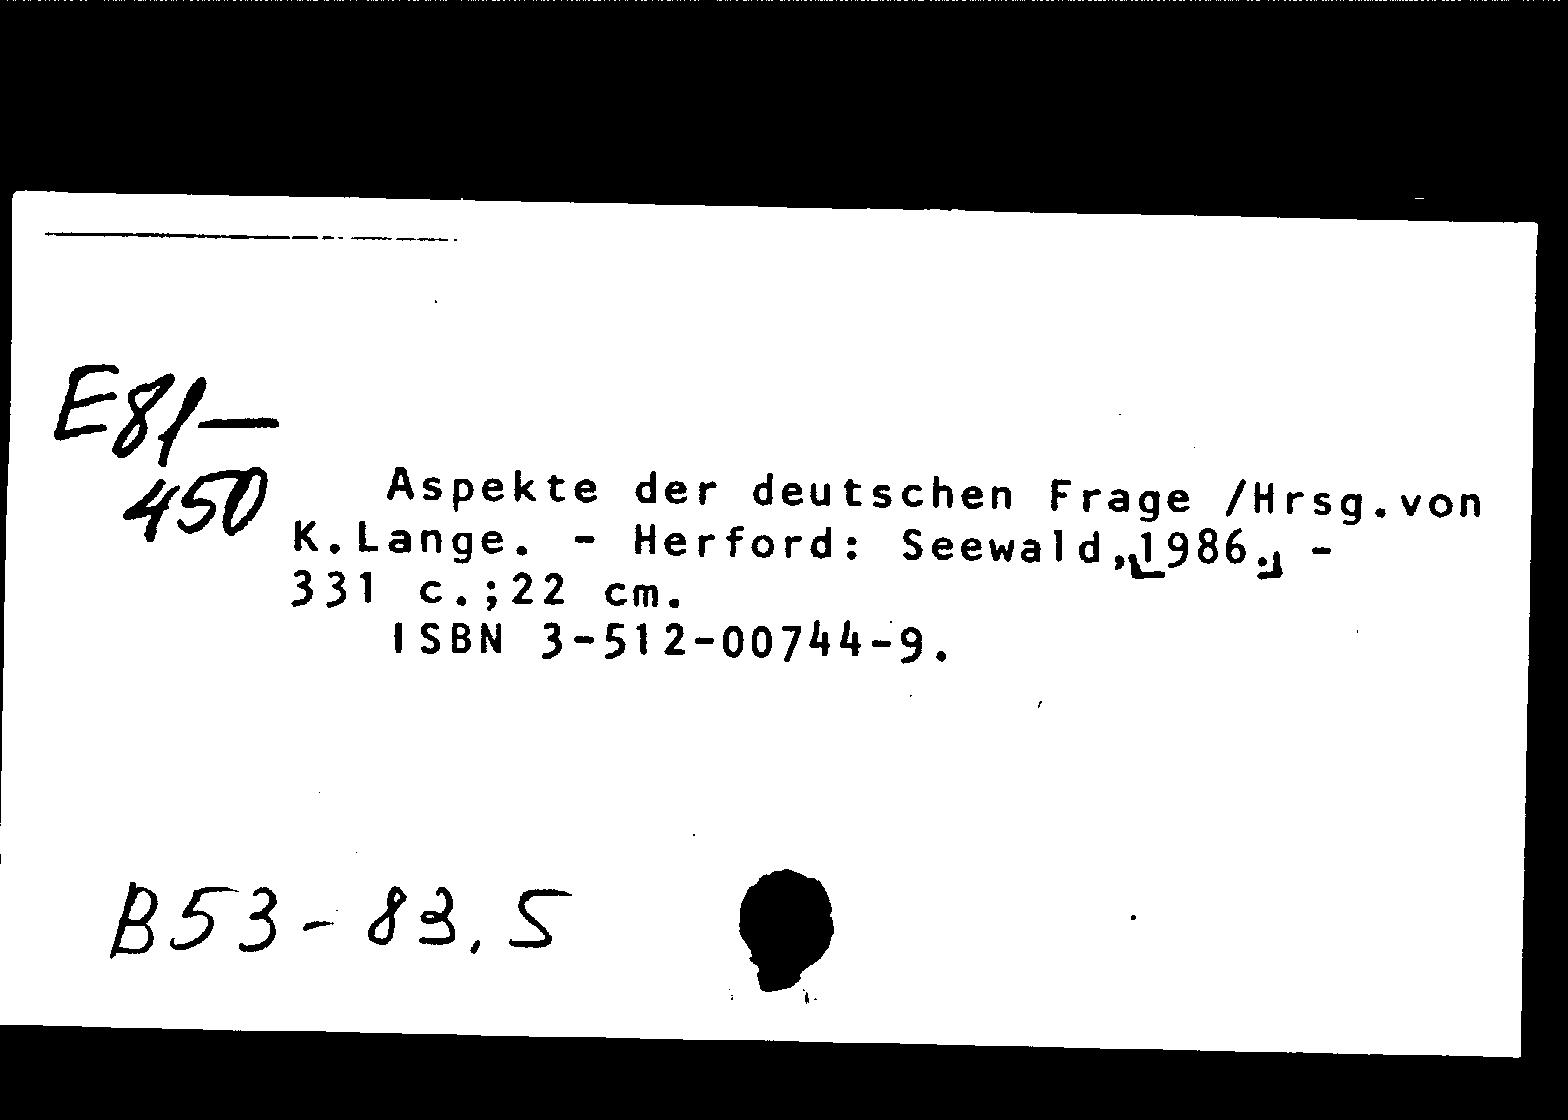 E81—
450
Aspekte der deutschen Frage /Hrsg.von
K.Lange. - Herford: Seewald,[1986.] -
331 c.;22 cm.
ISBN 3-512-00744-9.
B53-83,5